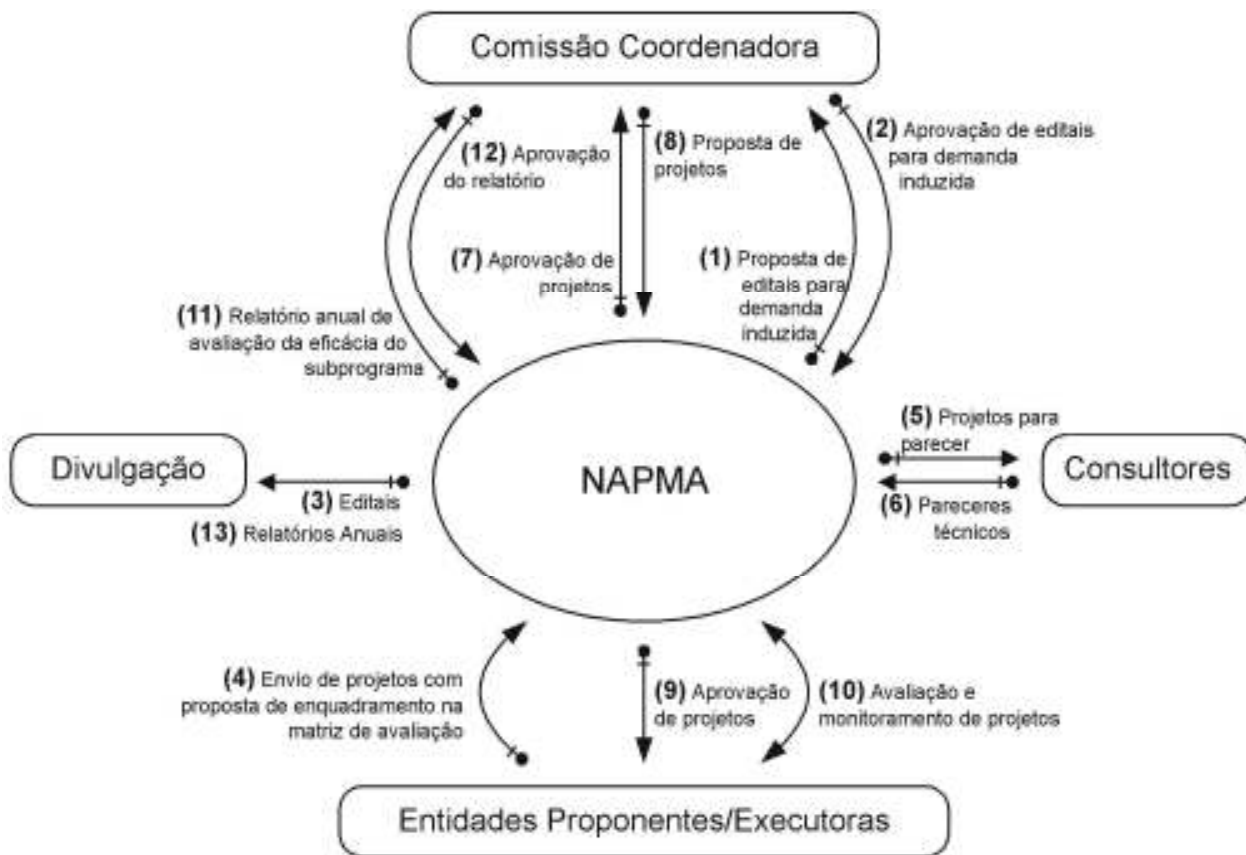 Comissão Coordenadora
(12) Aprovação
do relatório
(8) Proposta de
projetos
(2) Aprovação de editais
para demanda
induzida
(7) Aprovação de
projetos
(1) Proposta de
editais para
demanda
induzida
(11) Relatório anual de
avaliação da eficácia do
subprograma
Divulgação
(3) Editais
(13) Relatórios Anuais
NAPMA
(5) Projetos para
parecer
(6) Pareceres
técnicos
Consultores
(4) Envio de projetos com
proposta de enquadramento na
matriz de avaliação
(9) Aprovação
de projetos
(10) Avaliação e
monitoramento de projetos
Entidades Proponentes/Executoras